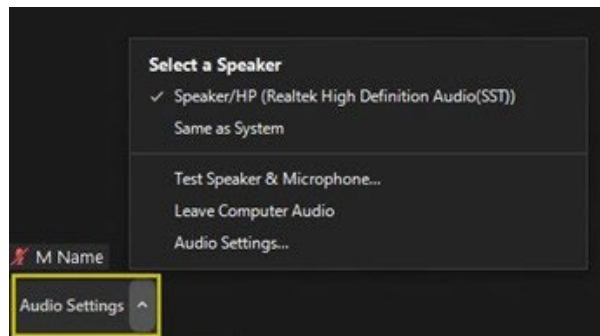 Select a Speaker
✓ Speaker/HP (Realtek High Definition Audio(SST))
Same as System
Test Speaker & Microphone...
Leave Computer Audio
Audio Settings...
M Name
Audio Settings ^